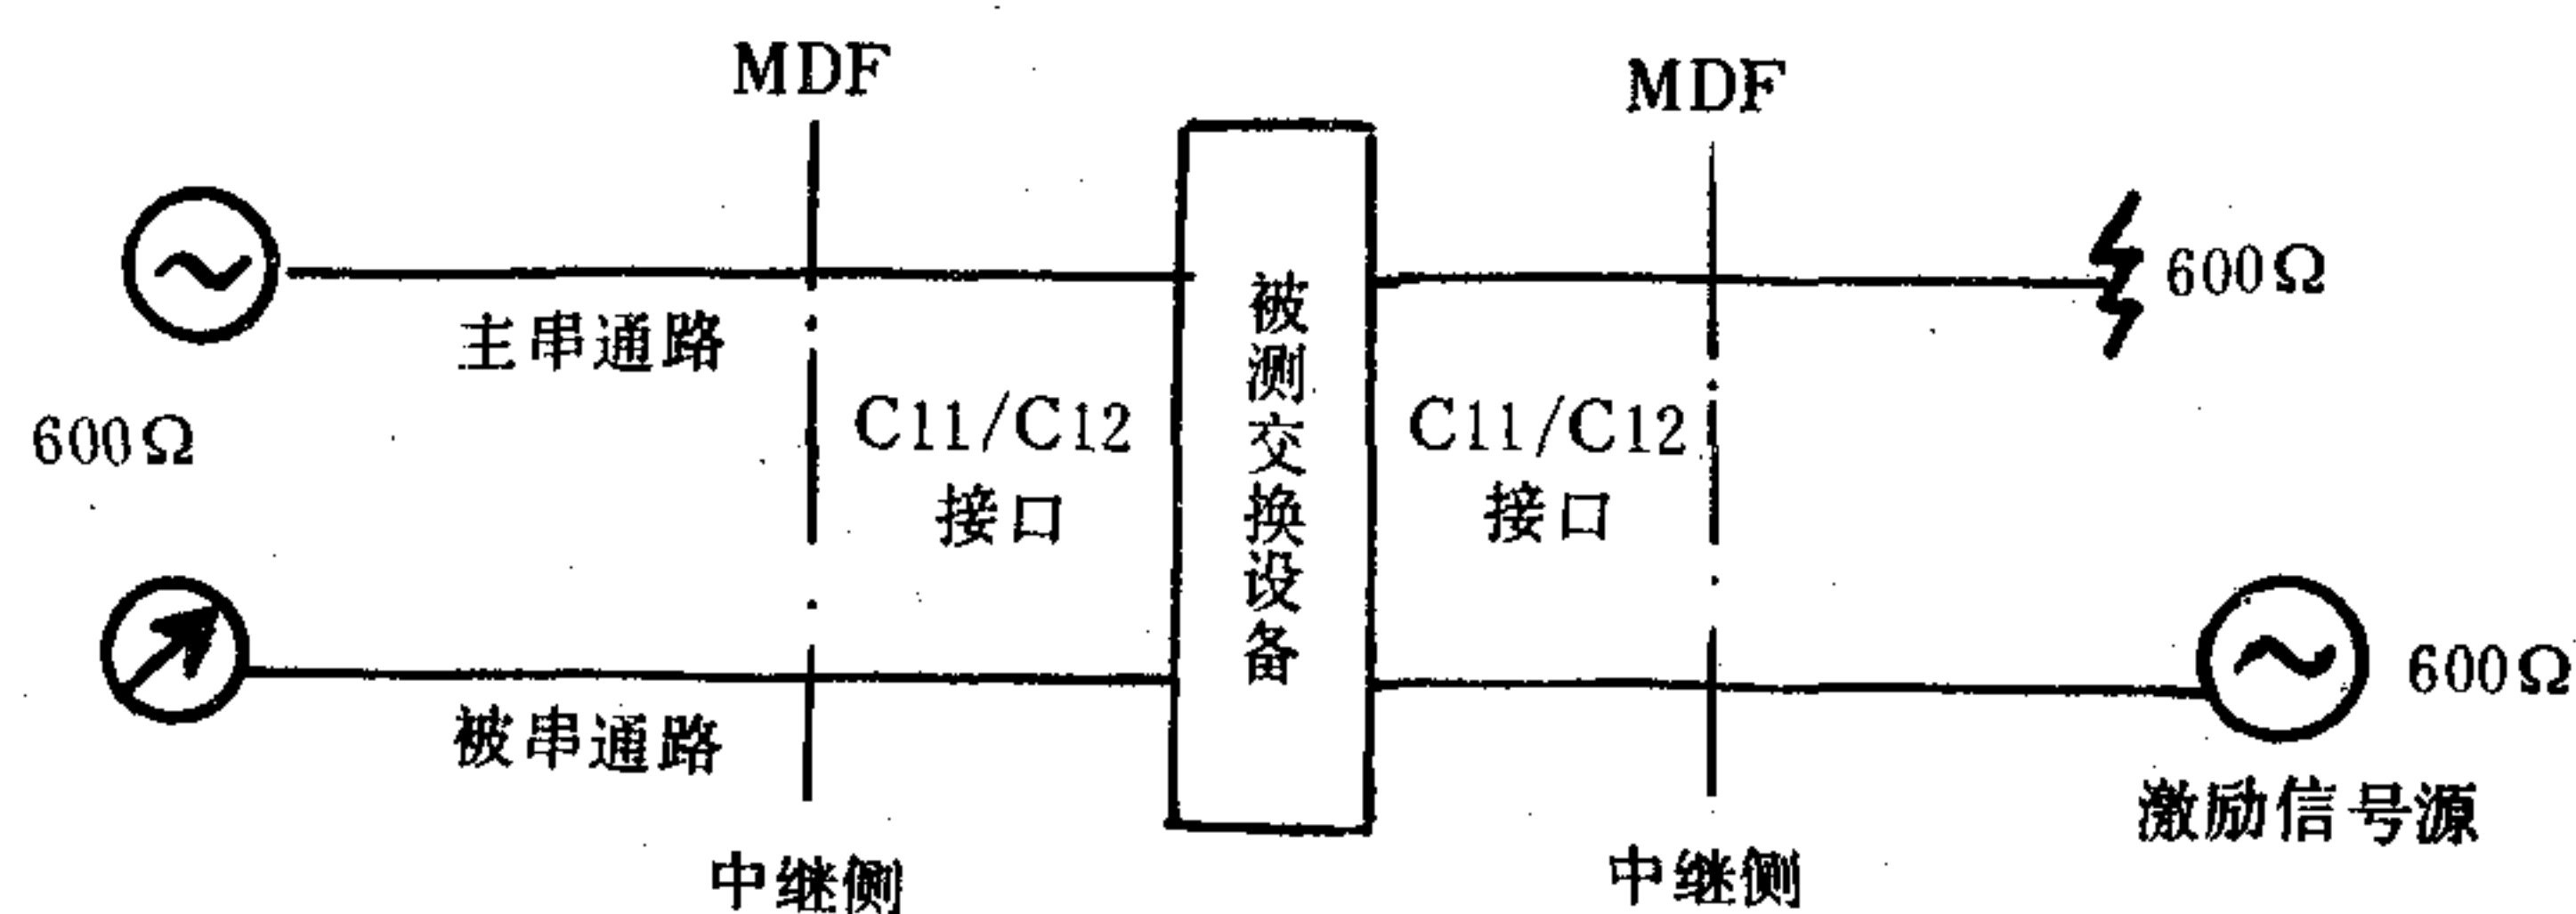 MDF
MDF
主串通路
600Ω
600Ω
C11/C12
接口
被测交换设备
C11/C12
接口
被串通路
600Ω
激励信号源
中继侧
中继侧